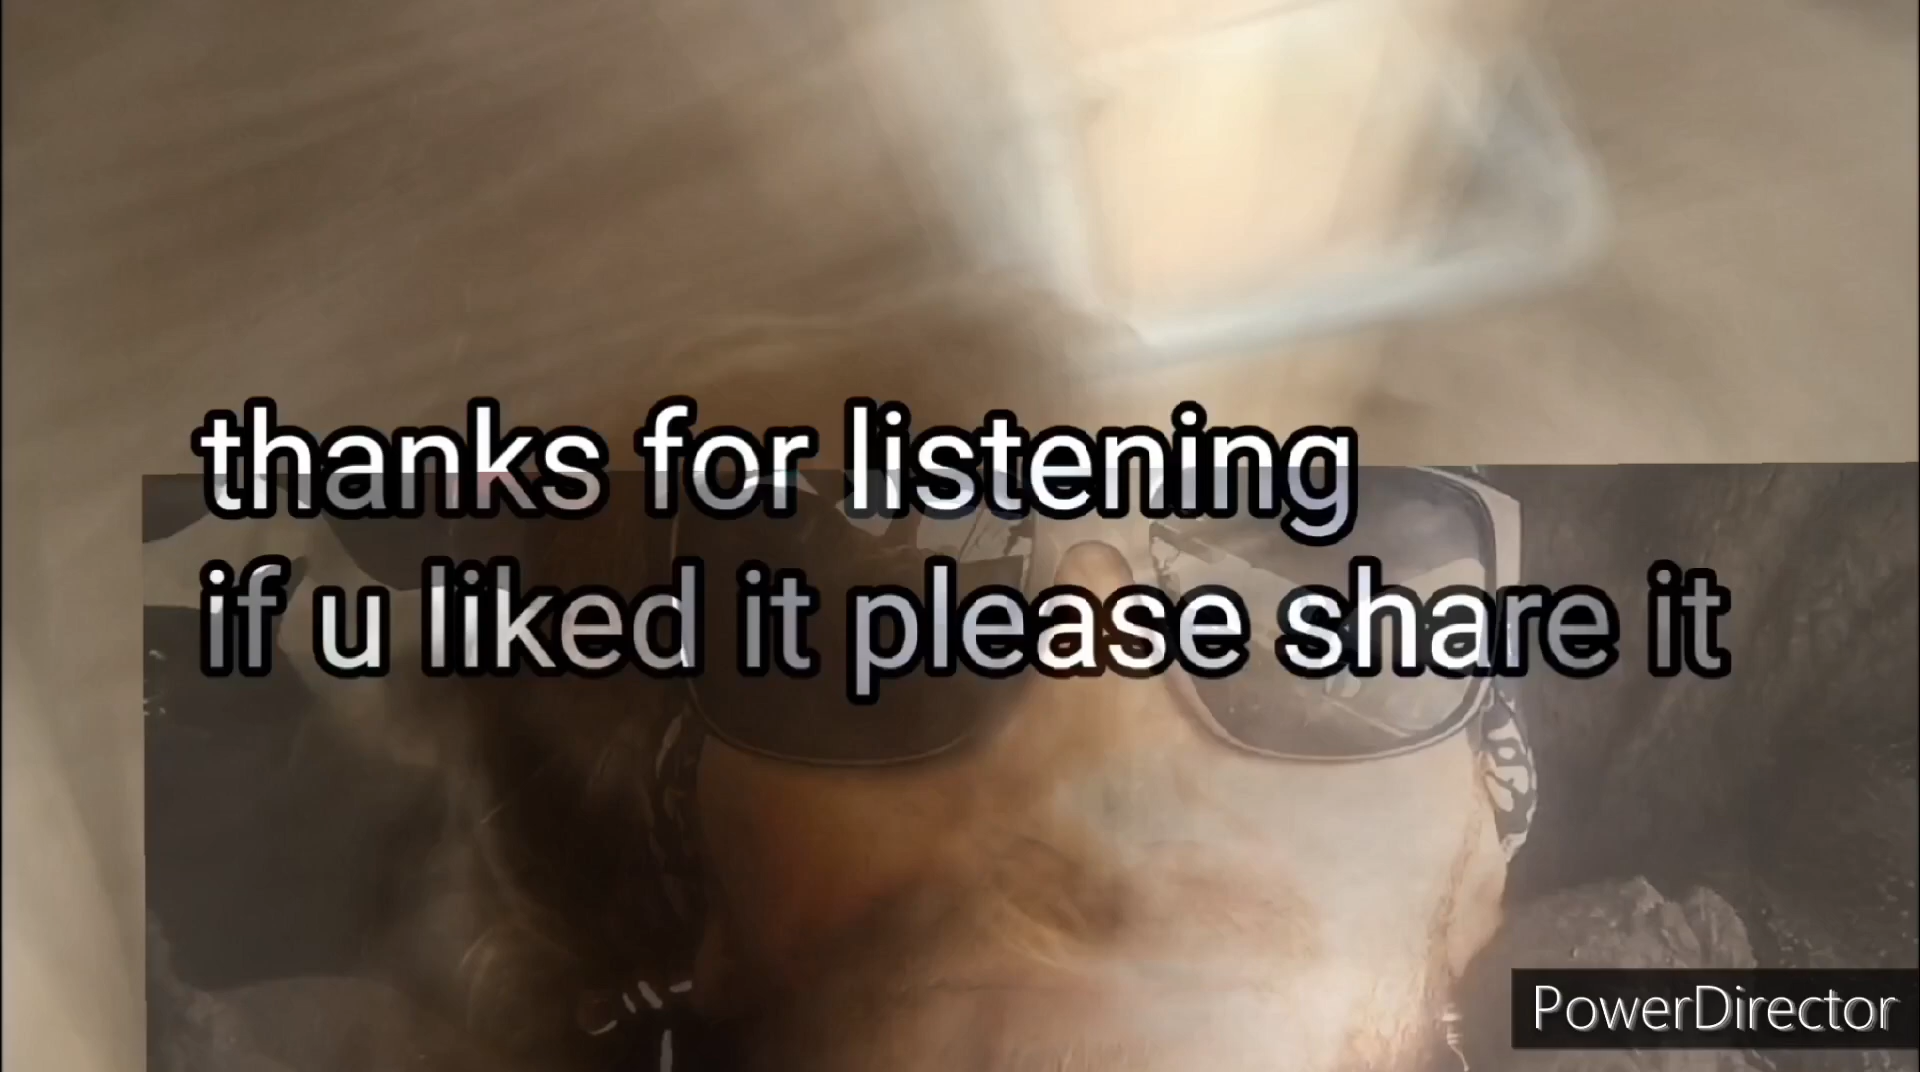 thanks for listening
if u liked it please share it
PowerDirector